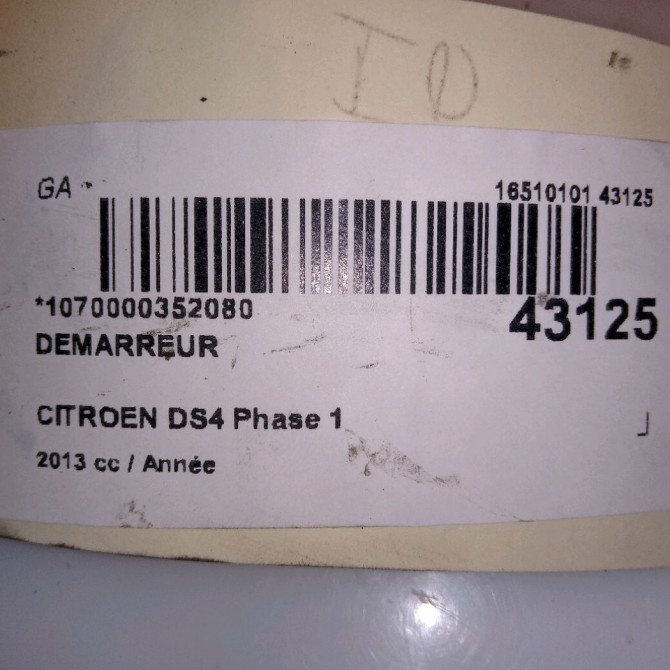 I D
GA
16510101 43125
*1070000352080
43125
DEMARREUR
CITROEN DS4 Phase 1
2013 cc / Année